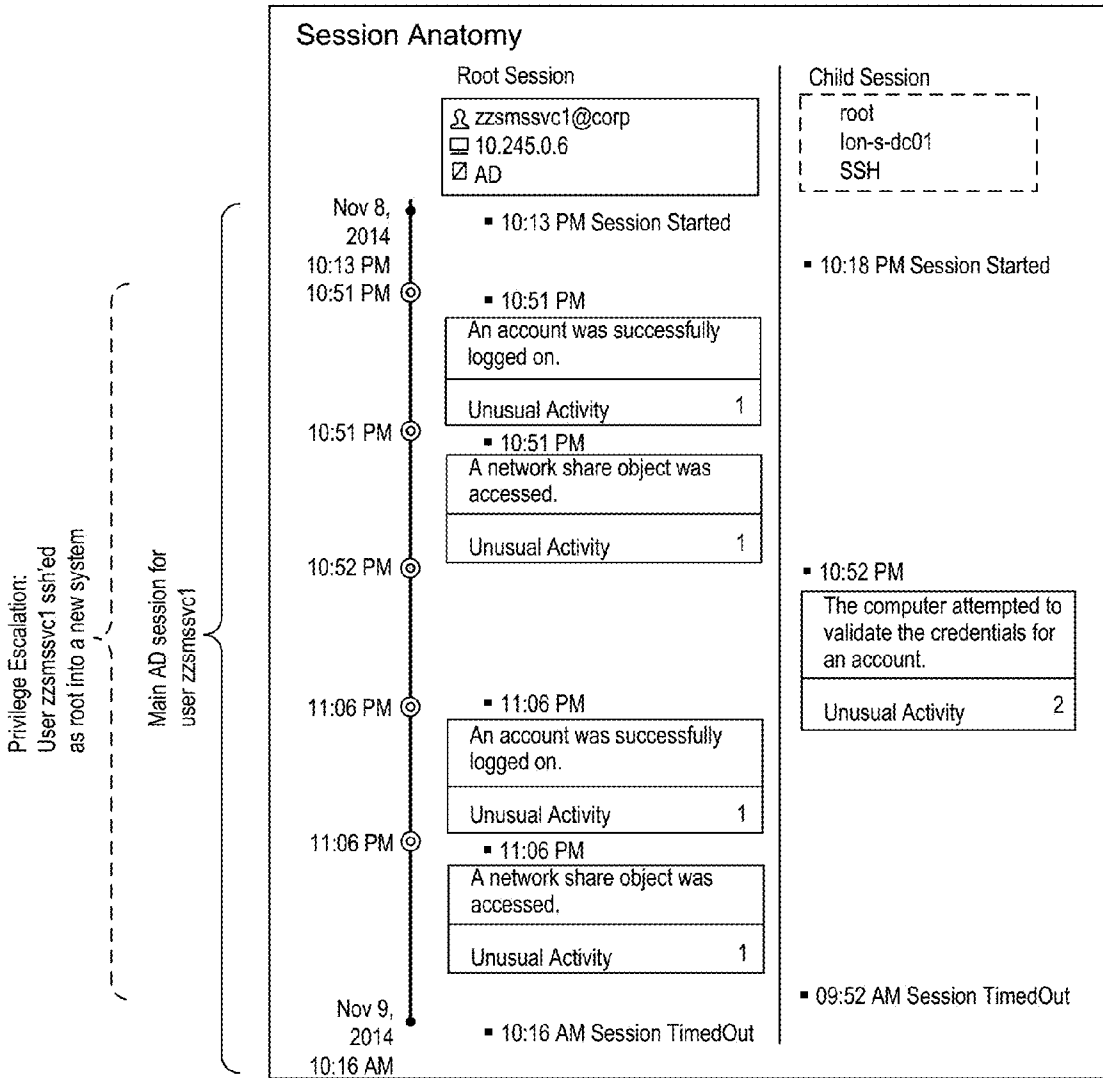 Session Anatomy
Root Session
zzsmssvc1@corp
10.245.0.6
AD
Child Session
root
lon-s-dc01
SSH
Nov 8,
2014
10:13 PM
▪ 10:13 PM Session Started
▪ 10:18 PM Session Started
10:51 PM
▪ 10:51 PM
An account was successfully
logged on.
Unusual Activity 1
10:51 PM
▪ 10:51 PM
A network share object was
accessed.
Unusual Activity 1
10:52 PM
▪ 10:52 PM
The computer attempted to
validate the credentials for
an account.
Unusual Activity 2
11:06 PM
▪ 11:06 PM
An account was successfully
logged on.
Unusual Activity 1
11:06 PM
▪ 11:06 PM
A network share object was
accessed.
Unusual Activity 1
▪ 09:52 AM Session TimedOut
Nov 9,
2014
10:16 AM
▪ 10:16 AM Session TimedOut
Privilege Escalation:
User zzsmssvc1 ssh'ed
as root into a new system
Main AD session for
user zzsmssvc1